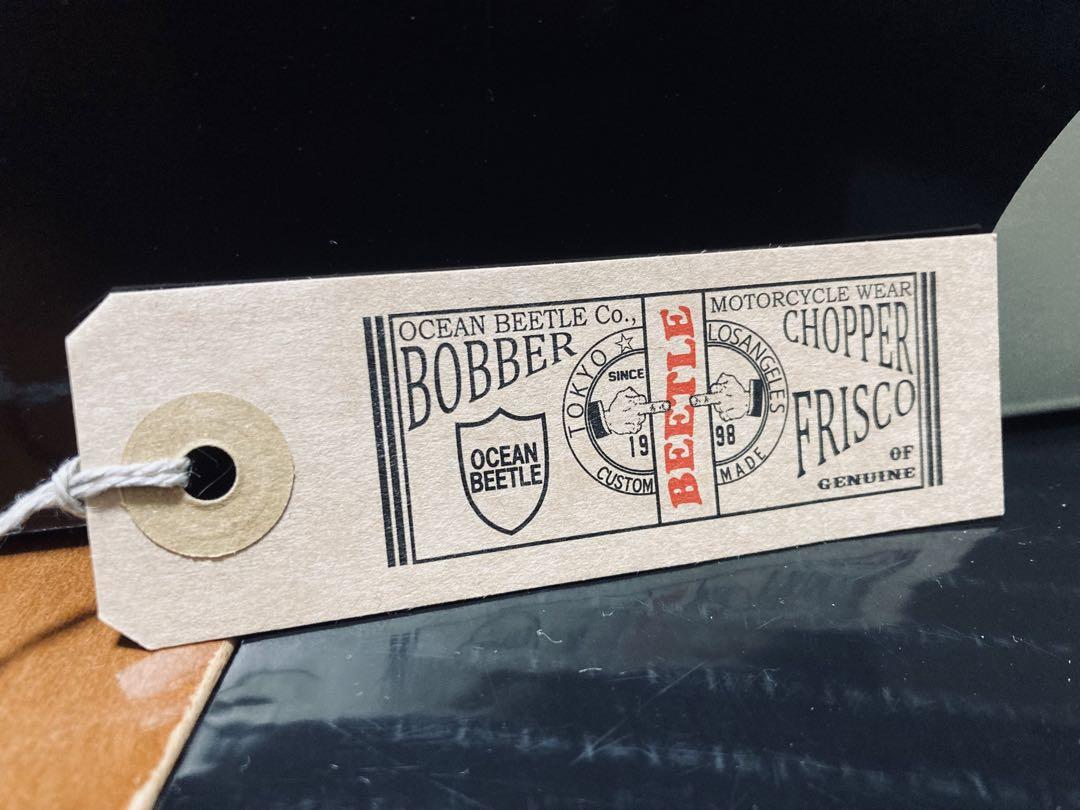 OCEAN BEETLE Co.,
BOBBER
OCEAN
BEETLE
TOKYO
SINCE
19
CUSTOM
BEETLE
LOSANGELES
98
MADE
MOTORCYCLE WEAR
CHOPPER
FRISCO
OF
GENUINE